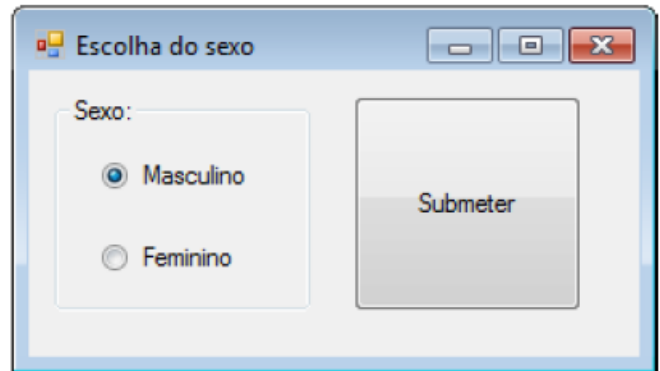 Escolha do sexo
Sexo:
Masculino
Feminino
Submeter